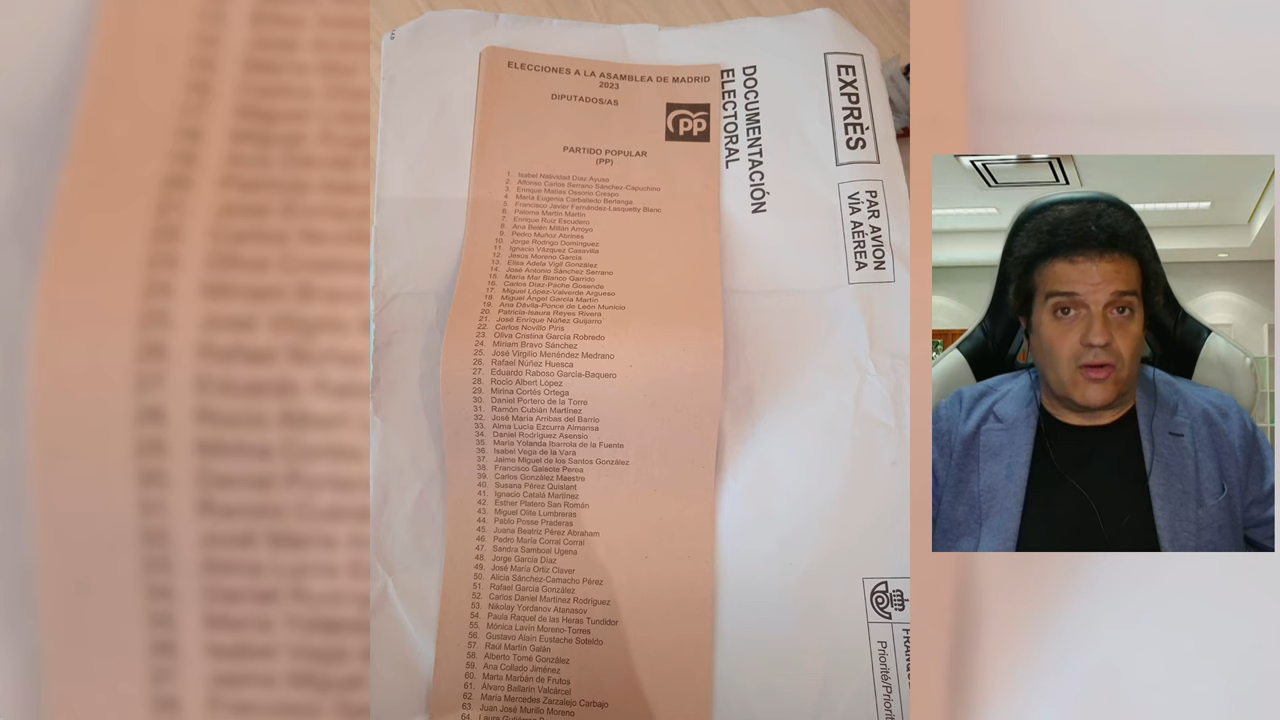 ELECCIONES A LA ASAMBLEA DE MADRID
2023
DIPUTADOS/AS
PP
PARTIDO POPULAR
(PP)
1. Isabel Natividad Díaz Ayuso
2. Alfonso Carlos Serrano Sánchez-Capuchino
3. Enrique Matías Ossorio Crespo
4. María Eugenia Carballedo Berlanga
5. Francisco Javier Fernández-Lasquetty Blanc
6. Paloma Martín Martín
7. Enrique Ruiz Escudero
8. Ana Belén Millán Arroyo
9. Pedro Muñoz Abrines
10. Jorge Rodrigo Domínguez
11. Ignacio Vázquez Casavilla
12. Jesús Moreno García
13. Elisa Adela Vigil González
14. José Antonio Sánchez Serrano
15. María Mar Blanco Garrido
16. Carlos Díaz-Pache Gosende
17. Miguel López-Valverde Argüeso
18. Miguel Ángel García Martín
19. Ana Dávila-Ponce de León Municio
20. Patricia-Isaura Reyes Rivera
21. José Enrique Núñez Guijarro
22. Carlos Novillo Piris
23. Oliva Cristina García Robredo
24. Miriam Bravo Sánchez
25. José Virgilio Menéndez Medrano
26. Rafael Núñez Huesca
27. Eduardo Raboso García-Baquero
28. Rocío Albert López
29. Mirina Cortés Ortega
30. Daniel Portero de la Torre
31. Ramón Cubián Martínez
32. José María Arribas del Barrio
33. Alma Lucía Ezcurra Almansa
34. Daniel Rodríguez Asensio
35. María Yolanda Ibarrola de la Fuente
36. Isabel Vega de la Vara
37. Jaime Miguel de los Santos González
38. Francisco Galeote Perea
39. Carlos González Maestre
40. Susana Pérez Quislant
41. Ignacio Catalá Martínez
42. Esther Platero San Román
43. Miguel Olite Lumbreras
44. Pablo Posse Praderas
45. Juana Beatriz Pérez Abraham
46. Pedro María Corral Corral
47. Sandra Samboal Ugena
48. Jorge García Díaz
49. José María Ortiz Claver
50. Alicia Sánchez-Camacho Pérez
51. Rafael García González
52. Carlos Daniel Martínez Rodríguez
53. Nikolay Yordanov Atanasov
54. Paula Raquel de las Heras Tundidor
55. Mónica Lavín Moreno-Torres
56. Gustavo Alain Eustache Soteldo
57. Raúl Martín Galán
58. Alberto Tomé González
59. Ana Collado Jiménez
60. Marta Marbán de Frutos
61. Álvaro Ballarín Valcárcel
62. María Mercedes Zarzalejo Carbajo
63. Juan José Murillo Moreno
64. Laura
DOCUMENTACIÓN
ELECTORAL
EXPRÈS
PAR AVION
VÍA AÉREA
Priorité/